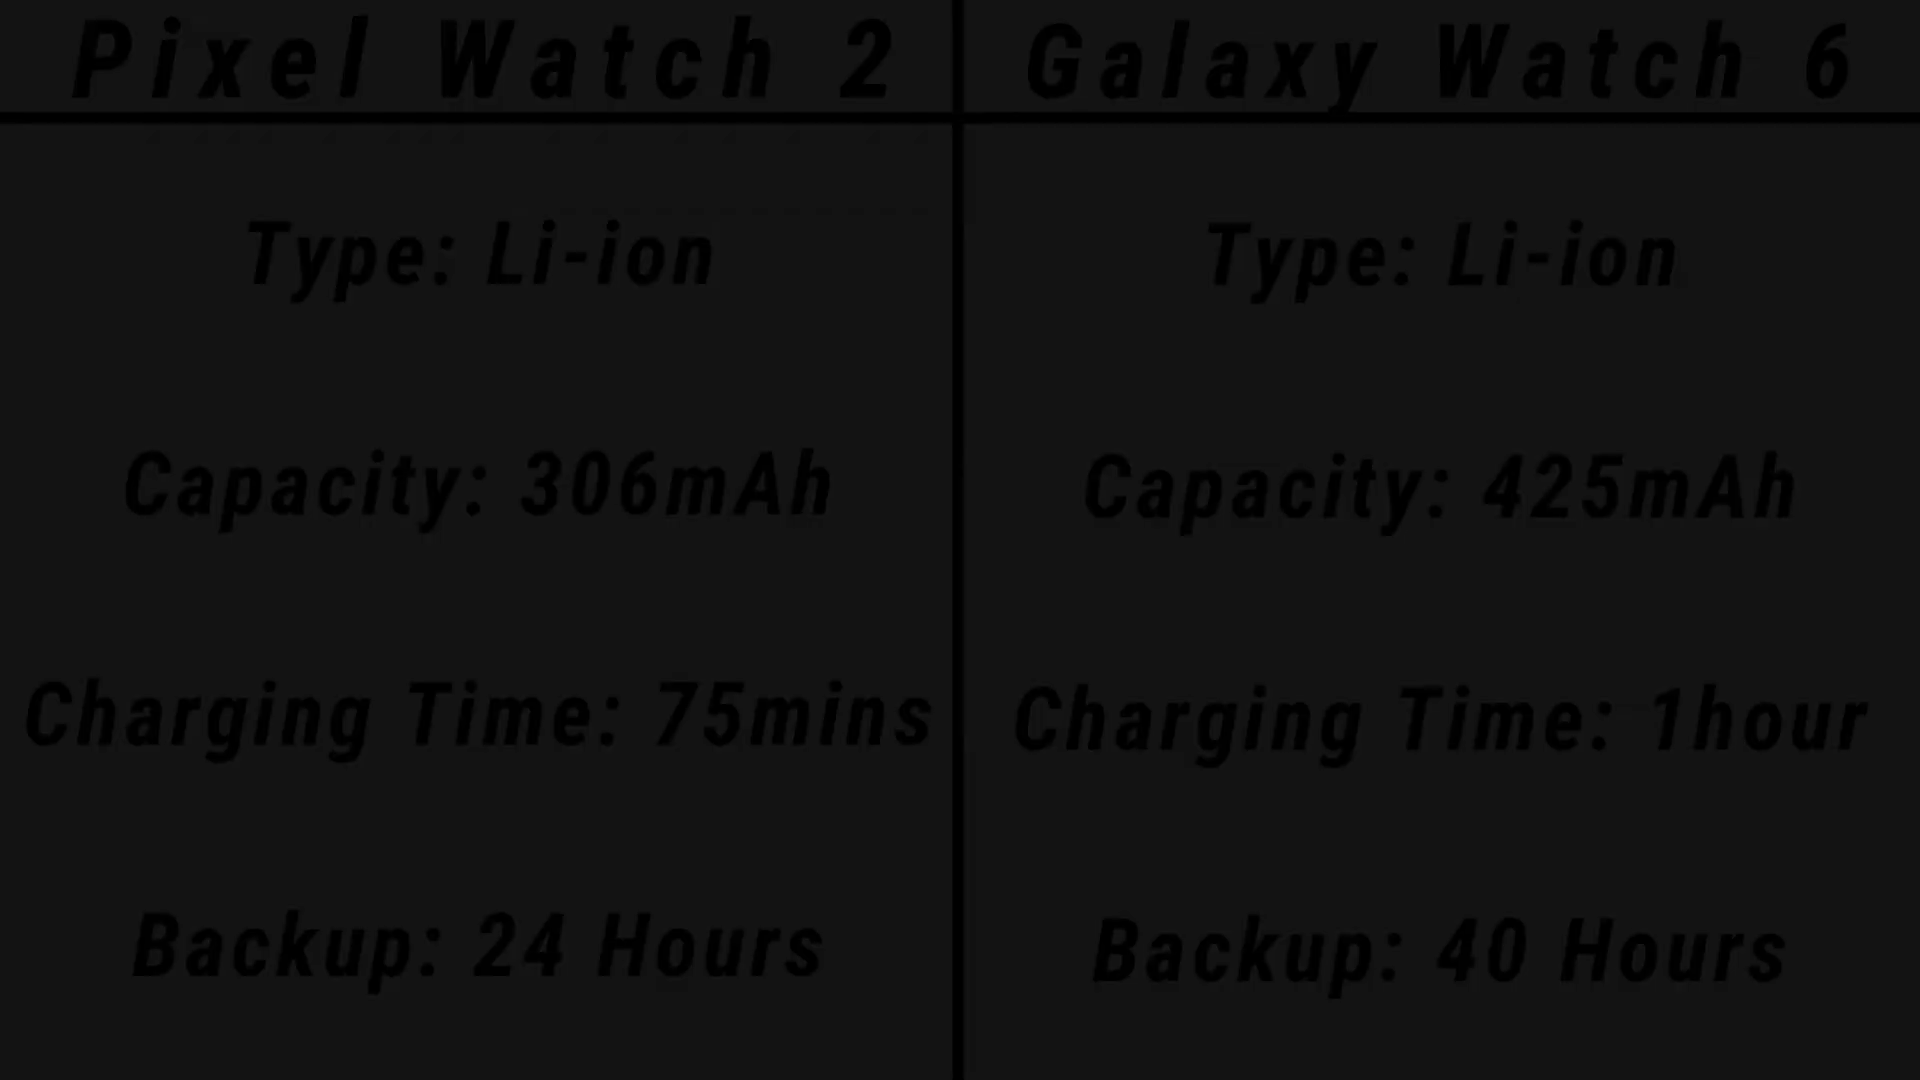 Pixel Watch 2
Type: Li-ion
Capacity: 306mAh
Charging Time: 75mins
Backup: 24 Hours
Galaxy Watch 6
Type: Li-ion
Capacity: 425mAh
Charging Time: 1hour
Backup: 40 Hours